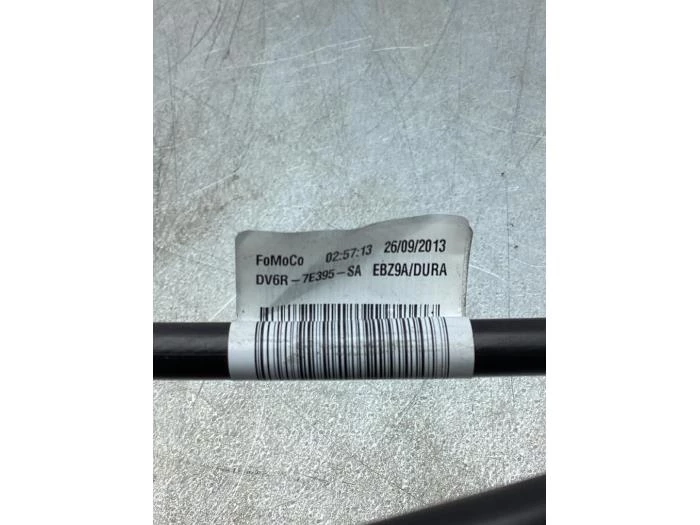 FoMoCo 02:57:13 26/09/2013
DV6R-7E395-SA EBZ9A/DURA